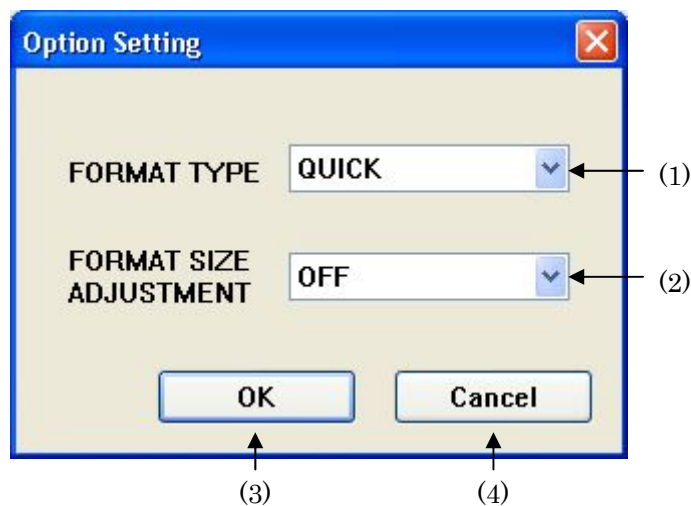 Option Setting
FORMAT TYPE QUICK (1)
FORMAT SIZE
ADJUSTMENT OFF (2)
OK Cancel
(3) (4)